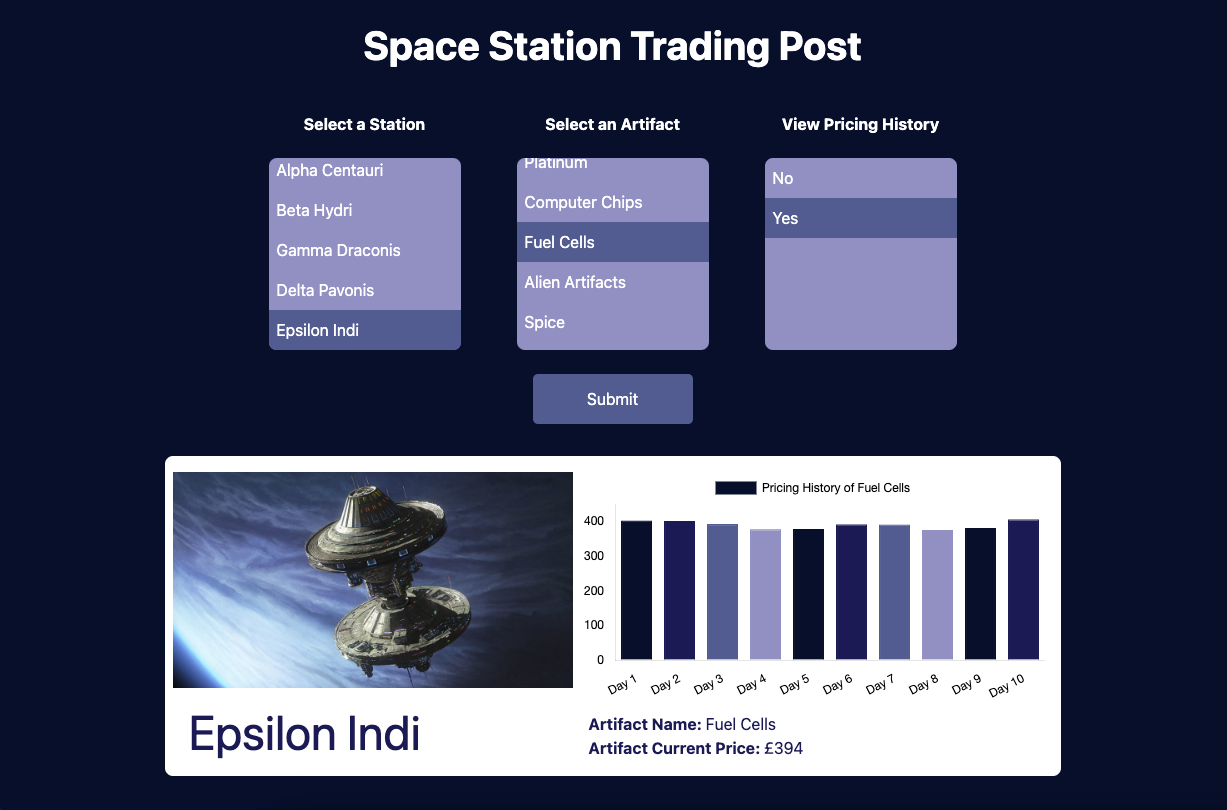 Space Station Trading Post
Select a Station
Alpha Centauri
Beta Hydri
Gamma Draconis
Delta Pavonis
Epsilon Indi
Select an Artifact
Platinum
Computer Chips
Fuel Cells
Alien Artifacts
Spice
View Pricing History
No
Yes
Submit
Pricing History of Fuel Cells
400
300
200
100
0
Day 1 Day 2 Day 3 Day 4 Day 5 Day 6 Day 7 Day 8 Day 9 Day 10
Epsilon Indi
Artifact Name: Fuel Cells
Artifact Current Price: £394